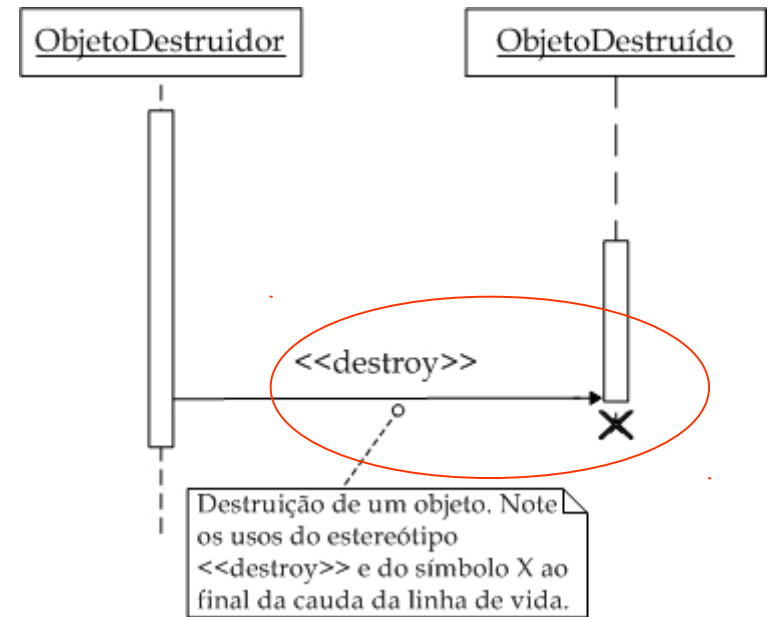 ObjetoDestruidor
ObjetoDestruído
<<destroy>>
Destruição de um objeto. Note
os usos do estereótipo
<<destroy>> e do símbolo X ao
final da cauda da linha de vida.